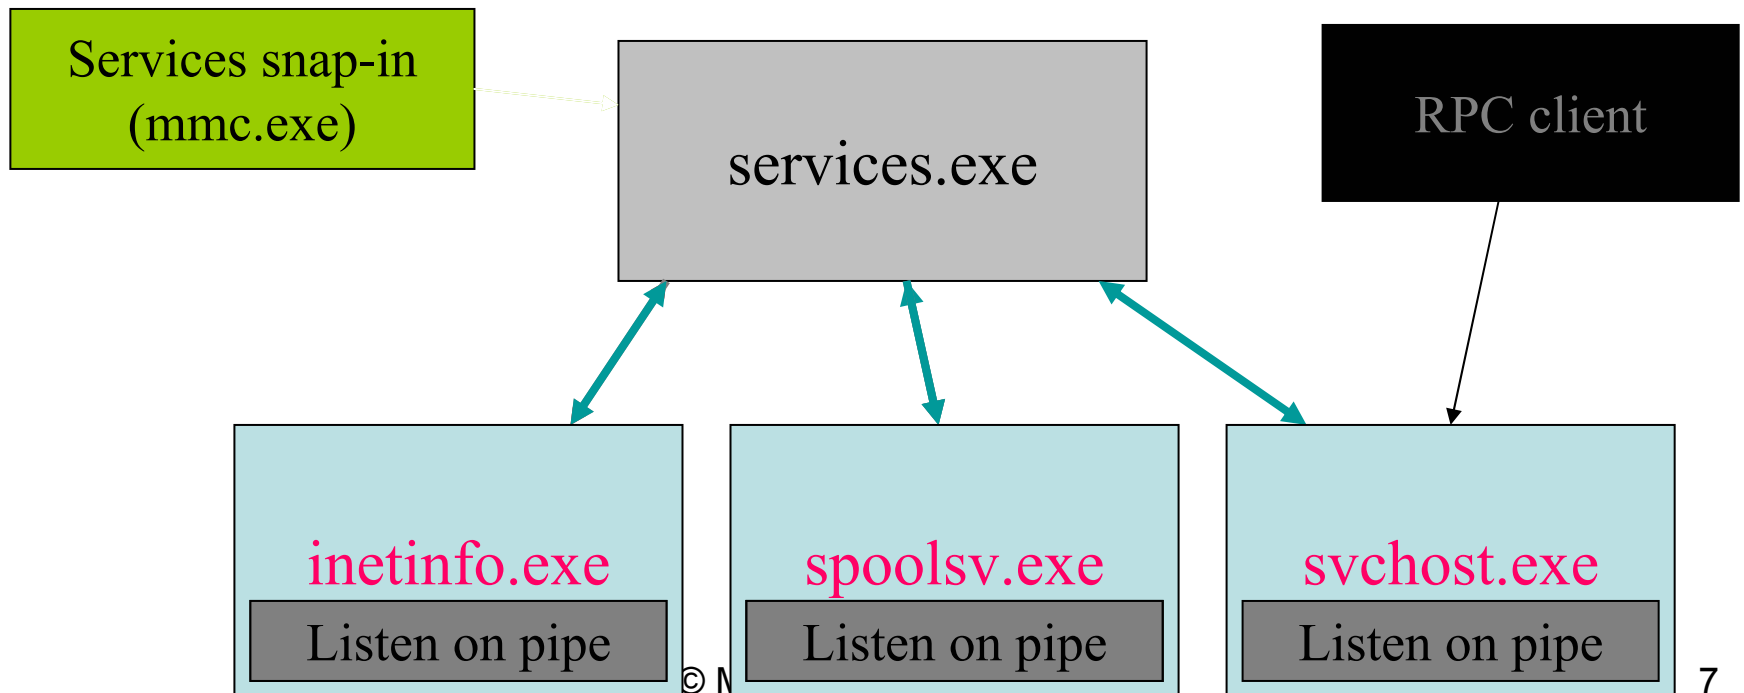 Services snap-in
(mmc.exe)
services.exe
RPC client
inetinfo.exe
spoolsv.exe
svchost.exe
Listen on pipe
Listen on pipe
Listen on pipe
©
7